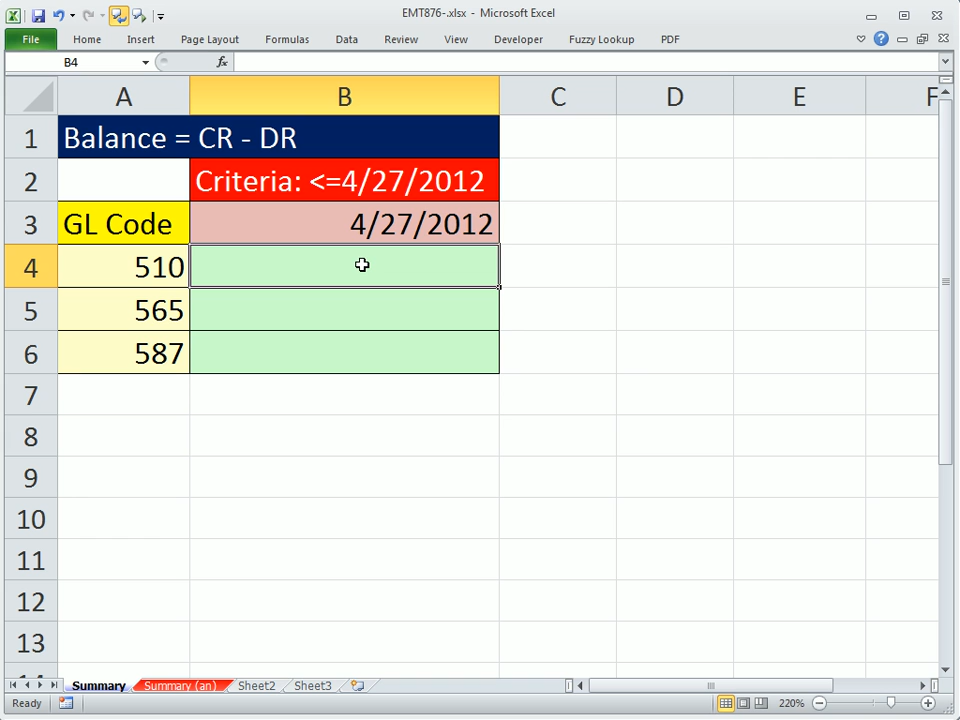 EMT876-.xlsx - Microsoft Excel
File Home Insert Page Layout Formulas Data Review View Developer Fuzzy Lookup PDF
B4 fx
A B C D E F
1 Balance = CR - DR
2 Criteria: <=4/27/2012
3 GL Code 4/27/2012
4 510
5 565
6 587
7
8
9
10
11
12
13
14
Summary Summary (an) Sheet2 Sheet3
Ready 220%